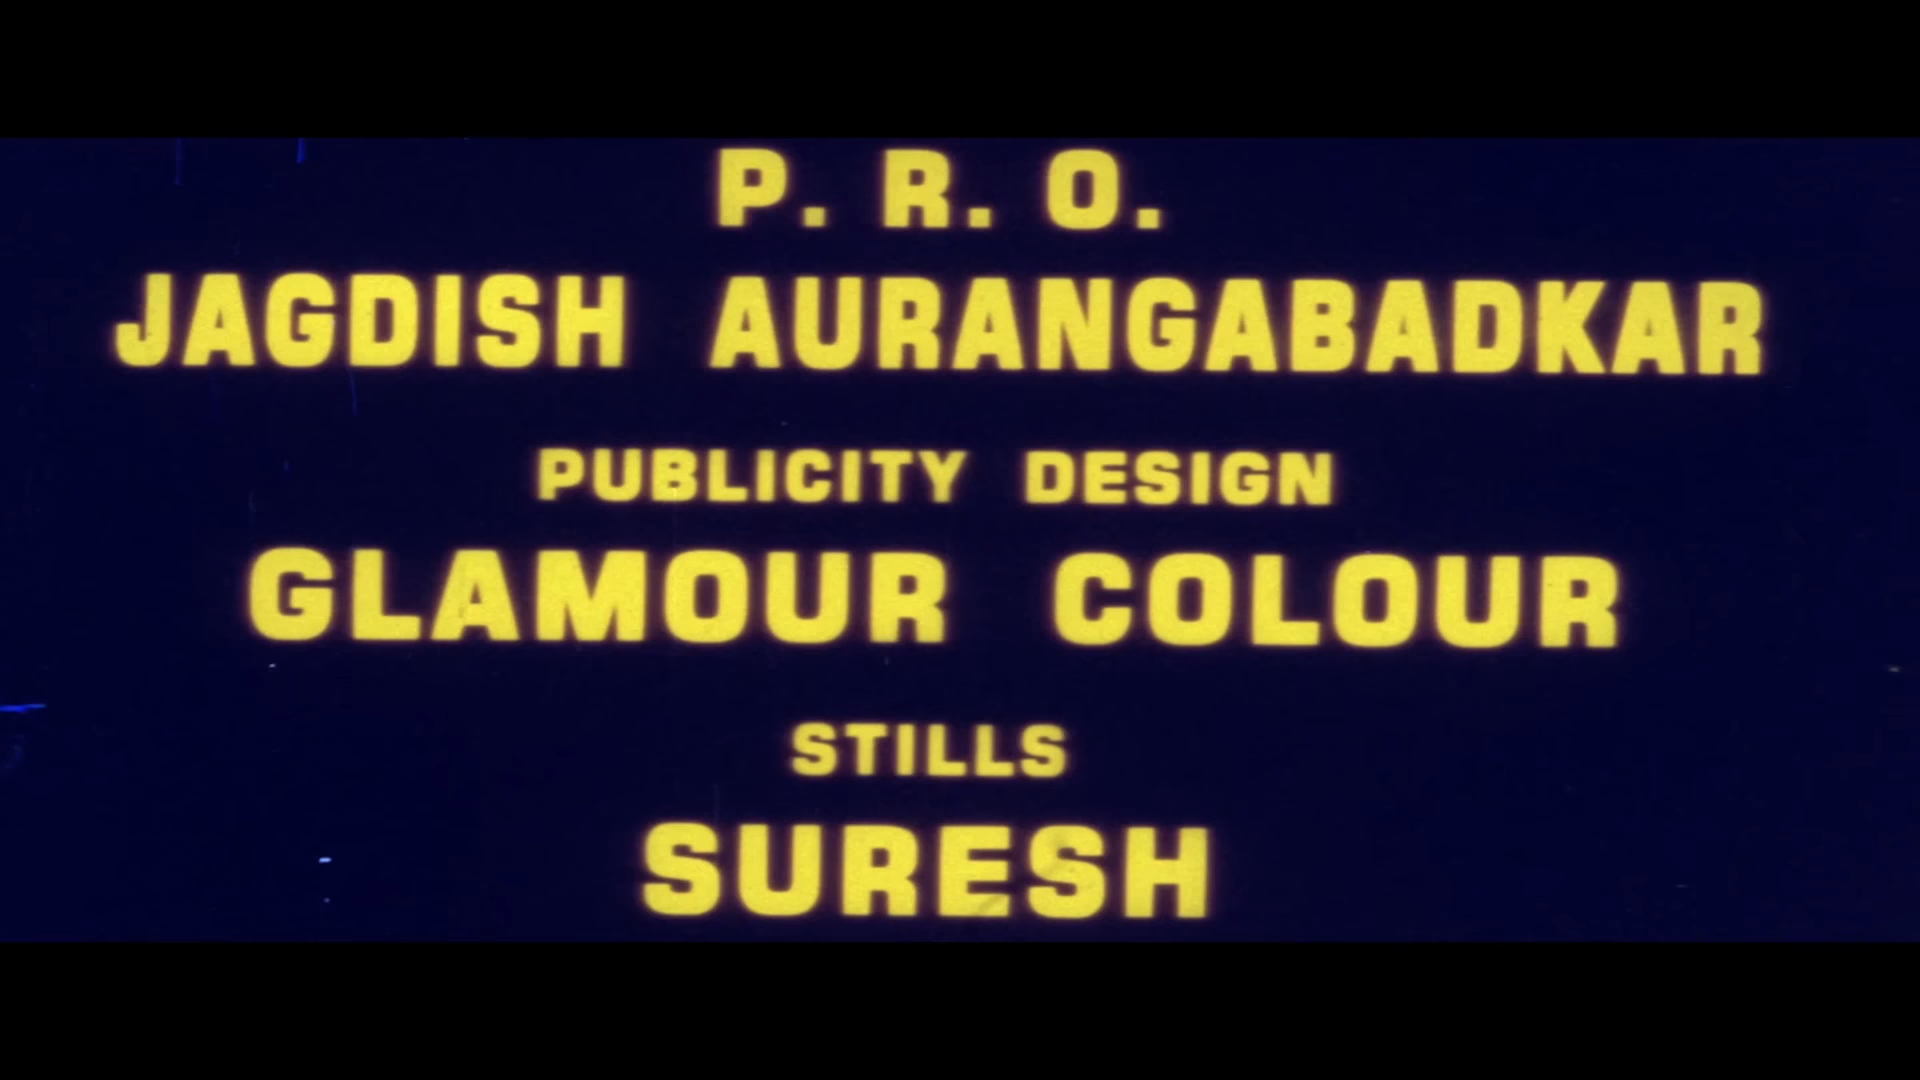 P. R. O.
JAGDISH AURANGABADKAR
PUBLICITY DESIGN
GLAMOUR COLOUR
STILLS
SURESH